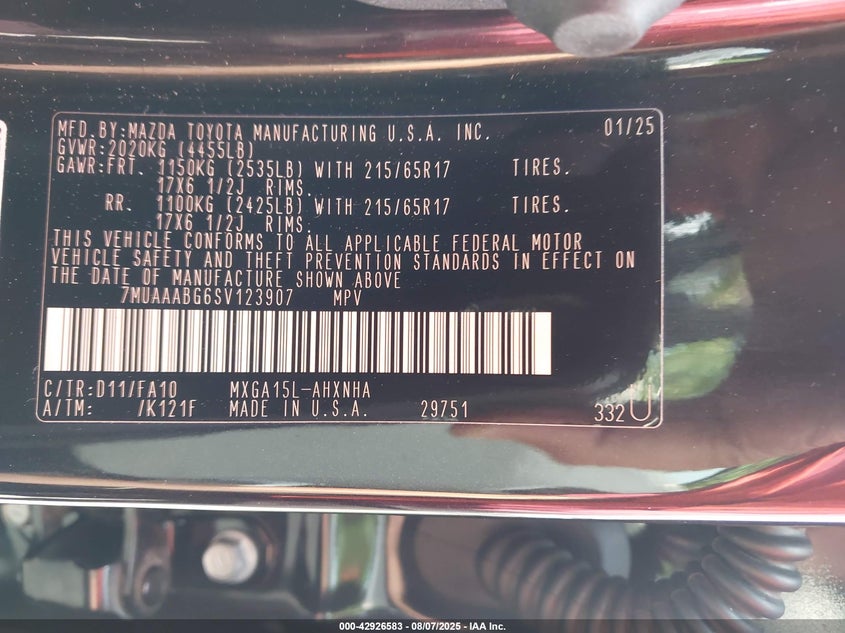 MFD.BY:MAZDA TOYOTA MANUFACTURING U.S.A. INC. 01/25
GVWR:2020KG (4455LB)
GAWR:FRT. 1150KG (2535LB) WITH 215/65R17 TIRES.
17X6 1/2J RIMS.
RR. 1100KG (2425LB) WITH 215/65R17 TIRES.
17X6 1/2J RIMS.
THIS VEHICLE CONFORMS TO ALL APPLICABLE FEDERAL MOTOR
VEHICLE SAFETY AND THEFT PREVENTION STANDARDS IN EFFECT ON
THE DATE OF MANUFACTURE SHOWN ABOVE
7MUAAABG6SV123907 MPV
C/TR:D11/FA10 MXGA15L-AHXNHA
A/TM: /K121F MADE IN U.S.A. 29751 332U
000-42926583 - 08/07/2025 - IAA Inc.